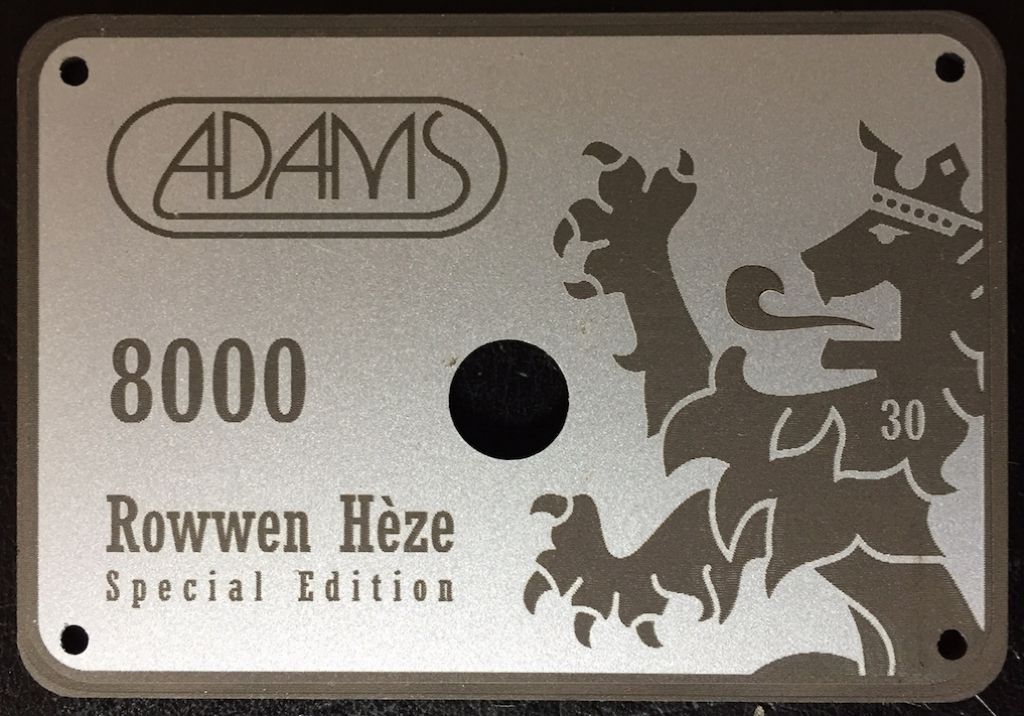 ADAMS
8000
30
Rowwen Hèze
Special Edition